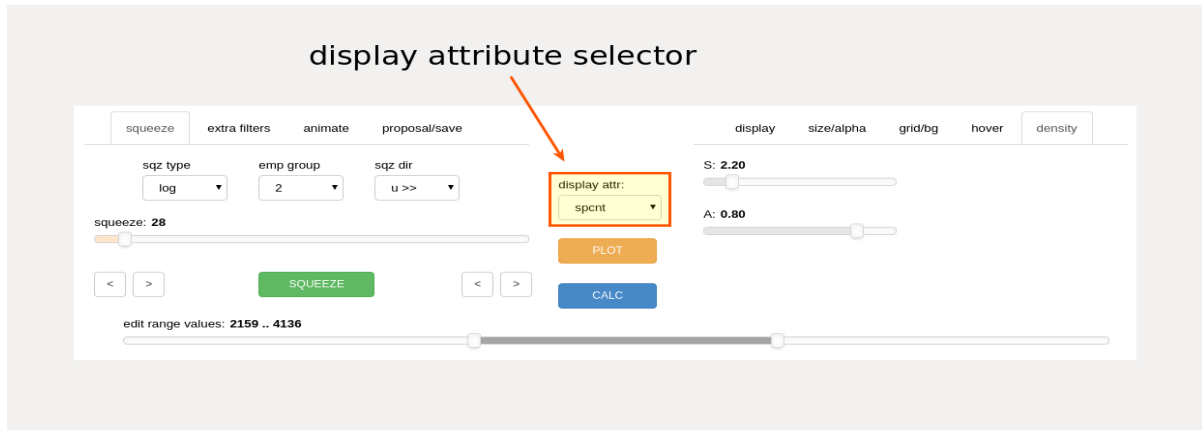 display attribute selector
squeeze extra filters animate proposal/save
display size/alpha grid/bg hover density
sqz type emp group sqz dir
log 2 u >>
squeeze: 28
< > SQUEEZE < >
display attr:
spcnt
PLOT
CALC
S: 2.20
A: 0.80
edit range values: 2159 .. 4136